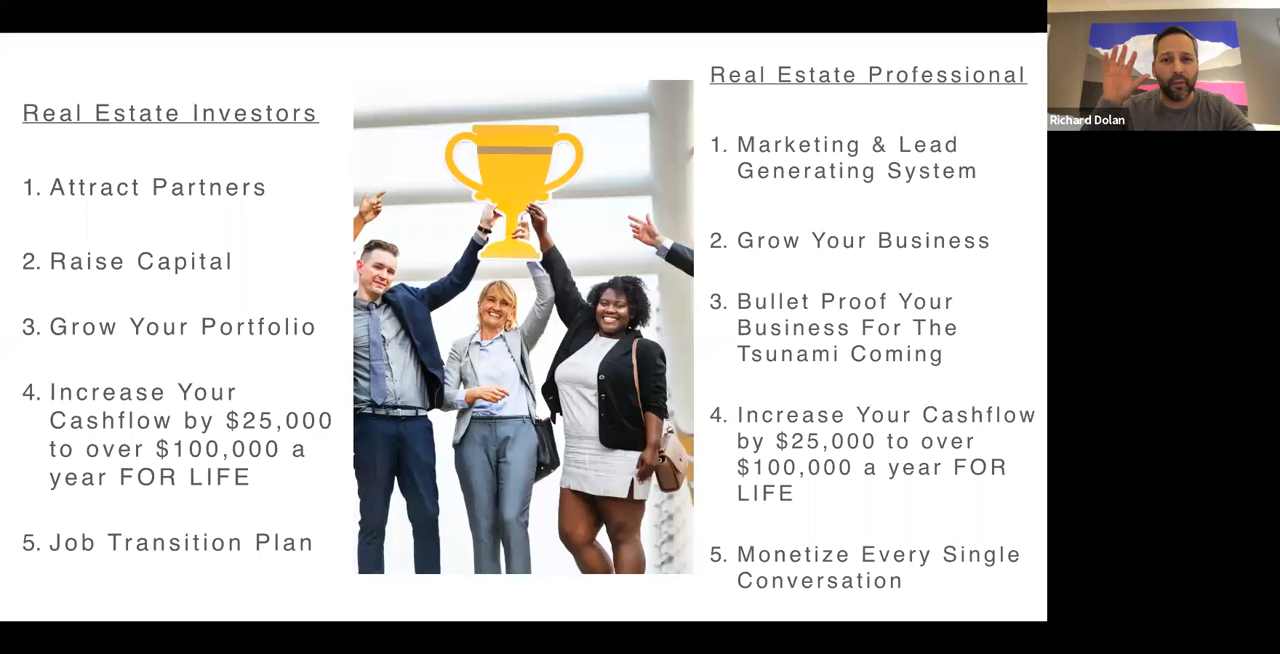 Real Estate Investors
1. Attract Partners
2. Raise Capital
3. Grow Your Portfolio
4. Increase Your
Cashflow by $25,000
to over $100,000 a
year FOR LIFE
5. Job Transition Plan
Real Estate Professional
1. Marketing & Lead
Generating System
2. Grow Your Business
3. Bullet Proof Your
Business For The
Tsunami Coming
4. Increase Your Cashflow
by $25,000 to over
$100,000 a year FOR
LIFE
5. Monetize Every Single
Conversation
Richard Dolan